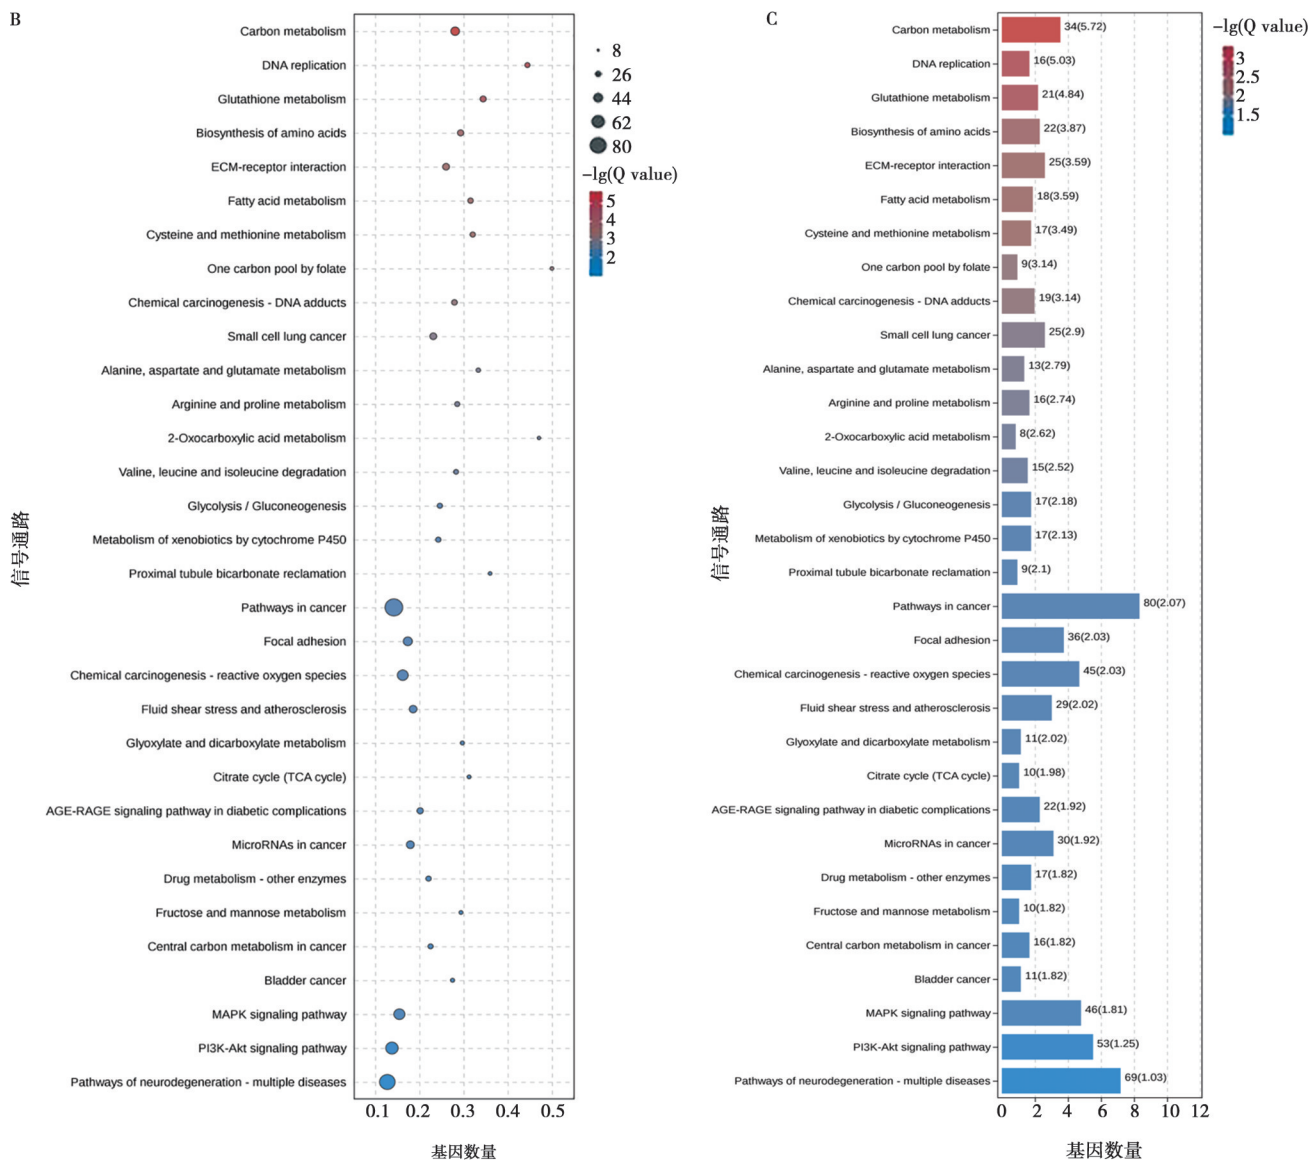 B
Carbon metabolism
DNA replication
Glutathione metabolism
Biosynthesis of amino acids
ECM-receptor interaction
Fatty acid metabolism
Cysteine and methionine metabolism
One carbon pool by folate
Chemical carcinogenesis - DNA adducts
Small cell lung cancer
Alanine, aspartate and glutamate metabolism
Arginine and proline metabolism
2-Oxocarboxylic acid metabolism
Valine, leucine and isoleucine degradation
Glycolysis / Gluconeogenesis
Metabolism of xenobiotics by cytochrome P450
Proximal tubule bicarbonate reclamation
Pathways in cancer
Focal adhesion
Chemical carcinogenesis - reactive oxygen species
Fluid shear stress and atherosclerosis
Glyoxylate and dicarboxylate metabolism
Citrate cycle (TCA cycle)
AGE-RAGE signaling pathway in diabetic complications
MicroRNAs in cancer
Drug metabolism - other enzymes
Fructose and mannose metabolism
Central carbon metabolism in cancer
Bladder cancer
MAPK signaling pathway
PI3K-Akt signaling pathway
Pathways of neurodegeneration - multiple diseases
信号通路
0.1 0.2 0.3 0.4 0.5
基因数量
8
26
44
62
80
−lg(Q value)
5
4
3
2
C
Carbon metabolism 34(5.72)
DNA replication 16(5.03)
Glutathione metabolism 21(4.84)
Biosynthesis of amino acids 22(3.87)
ECM-receptor interaction 25(3.59)
Fatty acid metabolism 18(3.59)
Cysteine and methionine metabolism 17(3.49)
One carbon pool by folate 9(3.14)
Chemical carcinogenesis - DNA adducts 19(3.14)
Small cell lung cancer 25(2.9)
Alanine, aspartate and glutamate metabolism 13(2.79)
Arginine and proline metabolism 16(2.74)
2-Oxocarboxylic acid metabolism 8(2.62)
Valine, leucine and isoleucine degradation 15(2.52)
Glycolysis / Gluconeogenesis 17(2.18)
Metabolism of xenobiotics by cytochrome P450 17(2.13)
Proximal tubule bicarbonate reclamation 9(2.1)
Pathways in cancer 80(2.07)
Focal adhesion 36(2.03)
Chemical carcinogenesis - reactive oxygen species 45(2.03)
Fluid shear stress and atherosclerosis 29(2.02)
Glyoxylate and dicarboxylate metabolism 11(2.02)
Citrate cycle (TCA cycle) 10(1.98)
AGE-RAGE signaling pathway in diabetic complications 22(1.92)
MicroRNAs in cancer 30(1.92)
Drug metabolism - other enzymes 17(1.82)
Fructose and mannose metabolism 10(1.82)
Central carbon metabolism in cancer 16(1.82)
Bladder cancer 11(1.82)
MAPK signaling pathway 46(1.81)
PI3K-Akt signaling pathway 53(1.25)
Pathways of neurodegeneration - multiple diseases 69(1.03)
信号通路
0 2 4 6 8 10 12
基因数量
−lg(Q value)
3
2.5
2
1.5